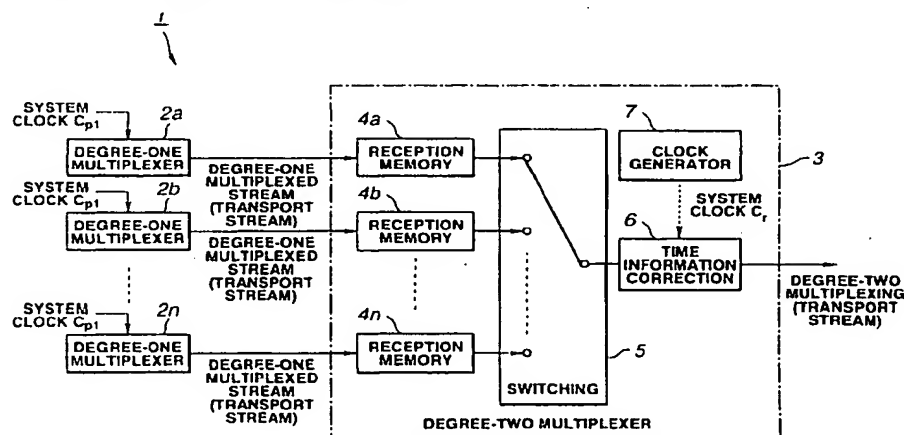 1
SYSTEM
CLOCK Cp1
2a
DEGREE-ONE
MULTIPLEXER
DEGREE-ONE
MULTIPLEXED
STREAM
(TRANSPORT
STREAM)
4a
RECEPTION
MEMORY
7
CLOCK
GENERATOR
3
SYSTEM
CLOCK Cp1
2b
DEGREE-ONE
MULTIPLEXER
DEGREE-ONE
MULTIPLEXED
STREAM
(TRANSPORT
STREAM)
4b
RECEPTION
MEMORY
SYSTEM
CLOCK Cr
6
TIME
INFORMATION
CORRECTION
DEGREE-TWO
MULTIPLEXING
(TRANSPORT
STREAM)
SYSTEM
CLOCK Cp1
2n
DEGREE-ONE
MULTIPLEXER
DEGREE-ONE
MULTIPLEXED
STREAM
(TRANSPORT
STREAM)
4n
RECEPTION
MEMORY
5
SWITCHING
DEGREE-TWO MULTIPLEXER